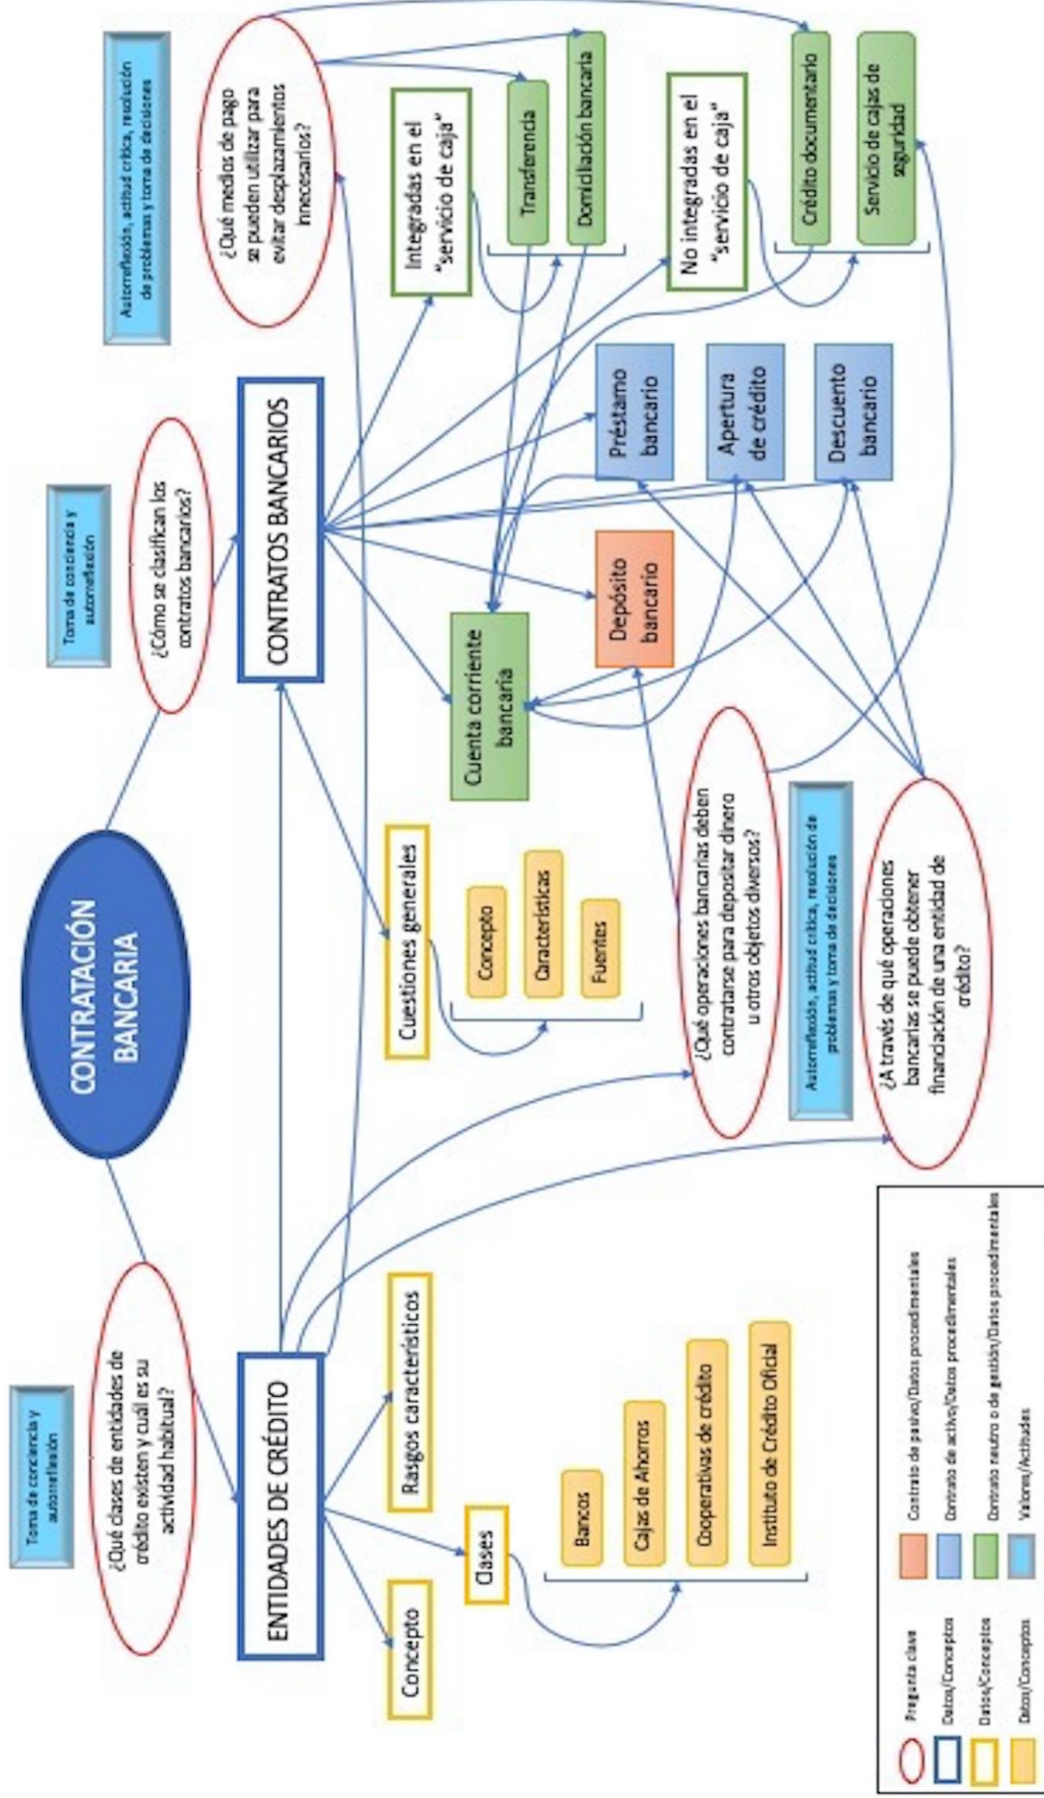 CONTRATACIÓN
BANCARIA
Toma de conciencia y
autorreflexión
¿Qué clases de entidades de
crédito existen y cuál es su
actividad habitual?
Toma de conciencia y
autorreflexión
¿Cómo se clasifican los
contratos bancarios?
Autorreflexión, actitud crítica, resolución
de problemas y toma de decisiones
¿Qué medios de pago
se pueden utilizar para
evitar desplazamientos
innecesarios?
ENTIDADES DE CRÉDITO
CONTRATOS BANCARIOS
Concepto
Rasgos característicos
Clases
Bancos
Cajas de Ahorros
Cooperativas de crédito
Instituto de Crédito Oficial
Cuestiones generales
Concepto
Características
Fuentes
Cuenta corriente
bancaria
Depósito
bancario
Préstamo
bancario
Apertura
de crédito
Descuento
bancario
Integradas en el
“servicio de caja”
Transferencia
Domiciliación bancaria
No integradas en el
“servicio de caja”
Crédito documentario
Servicio de cajas de
seguridad
¿Qué operaciones bancarias deben
contratarse para depositar dinero
u otros objetos diversos?
Autorreflexión, actitud crítica, resolución de
problemas y toma de decisiones
¿A través de qué operaciones
bancarias se puede obtener
financiación de una entidad de
crédito?
Pregunta clave
Datos/Conceptos
Datos/Conceptos
Datos/Conceptos
Contrato de pasivo/Datos procedimentales
Contrato de activo/Datos procedimentales
Contrato neutro o de gestión/Datos procedimentales
Valores/Actitudes